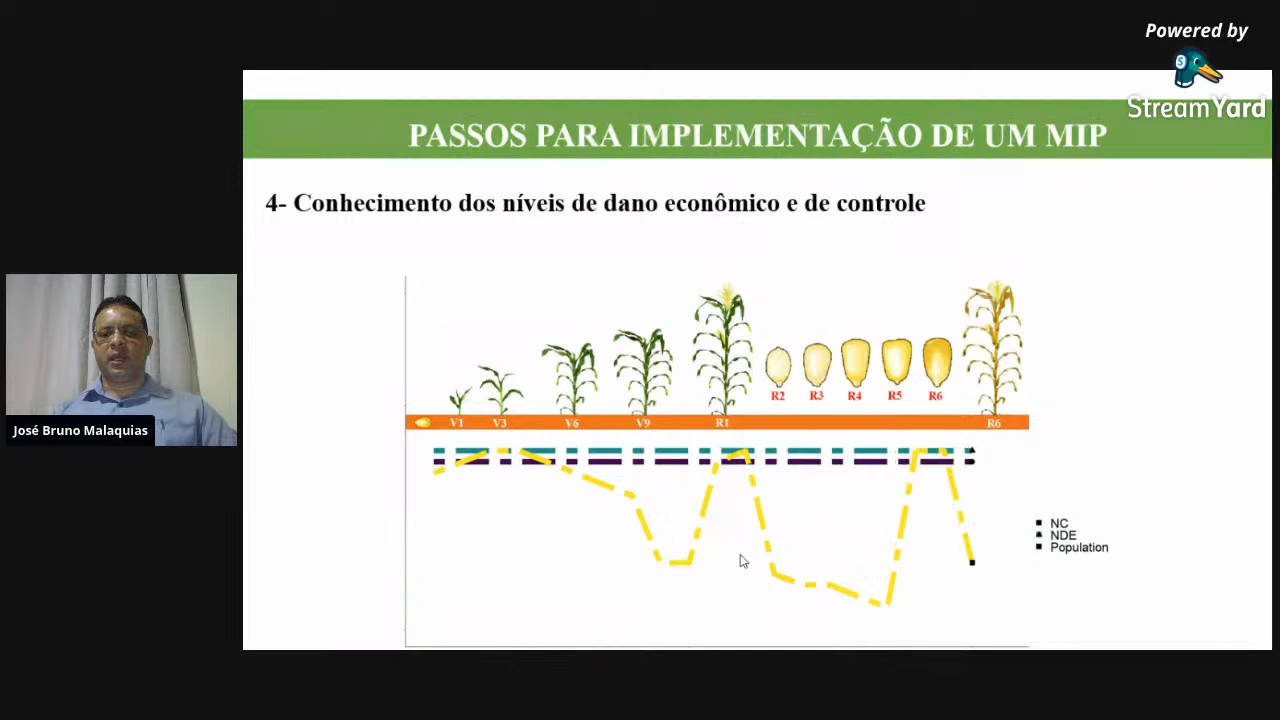 Powered by
StreamYard
PASSOS PARA IMPLEMENTAÇÃO DE UM MIP
4- Conhecimento dos níveis de dano econômico e de controle
R2 R3 R4 R5 R6
V1 V3 V6 V9 R1 R6
NC
NDE
Population
José Bruno Malaquias